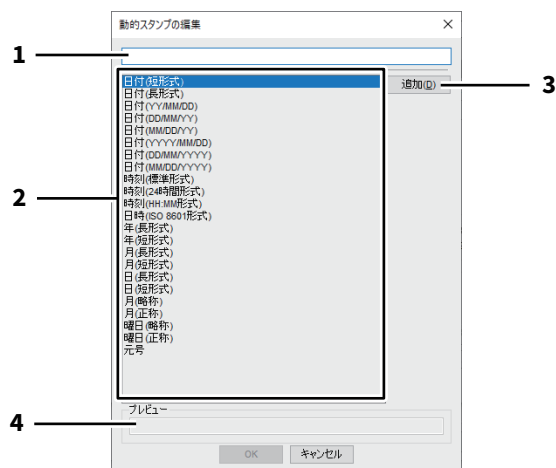 動的スタンプの編集
1
日付(短形式)
追加(D)
3
日付(長形式)
日付(YY/MM/DD)
日付(DD/MM/YY)
日付(MM/DD/YY)
日付(YYYY/MM/DD)
日付(DD/MM/YYYY)
日付(MM/DD/YYYY)
時刻(標準形式)
時刻(24時間形式)
2
時刻(HH:MM形式)
日時(ISO 8601形式)
年(長形式)
年(短形式)
月(長形式)
月(短形式)
日(長形式)
日(短形式)
月(略称)
月(正称)
曜日(略称)
曜日(正称)
元号
プレビュー
4
OK
キャンセル